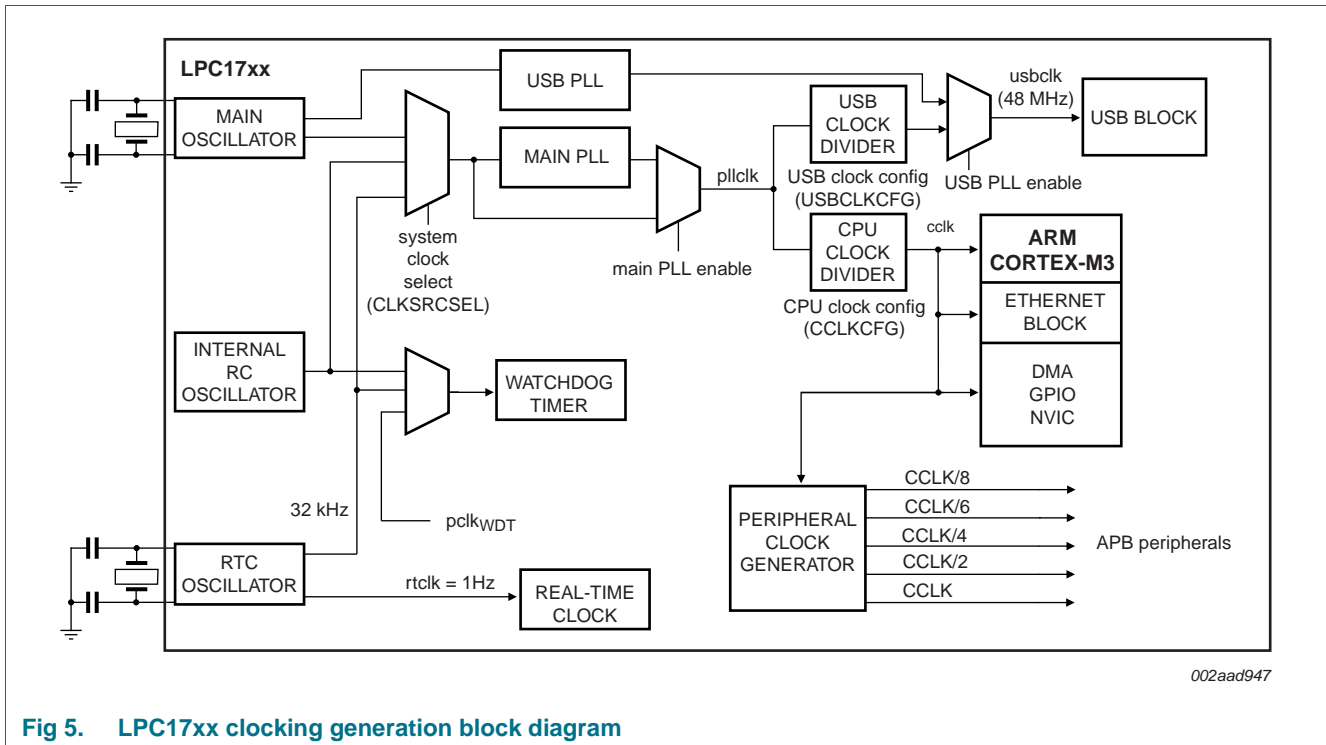 LPC17xx
MAIN
OSCILLATOR
USB PLL
MAIN PLL
system
clock
select
(CLKSRCSEL)
main PLL enable
pllclk
USB
CLOCK
DIVIDER
USB clock config
(USBCLKCFG)
usbclk
(48 MHz)
USB BLOCK
USB PLL enable
CPU
CLOCK
DIVIDER
CPU clock config
(CCLKCFG)
cclk
ARM
CORTEX-M3
ETHERNET
BLOCK
DMA
GPIO
NVIC
INTERNAL
RC
OSCILLATOR
WATCHDOG
TIMER
32 kHz
pclkWDT
RTC
OSCILLATOR
rtclk = 1Hz
REAL-TIME
CLOCK
PERIPHERAL
CLOCK
GENERATOR
CCLK/8
CCLK/6
CCLK/4
CCLK/2
CCLK
APB peripherals
002aad947
Fig 5. LPC17xx clocking generation block diagram